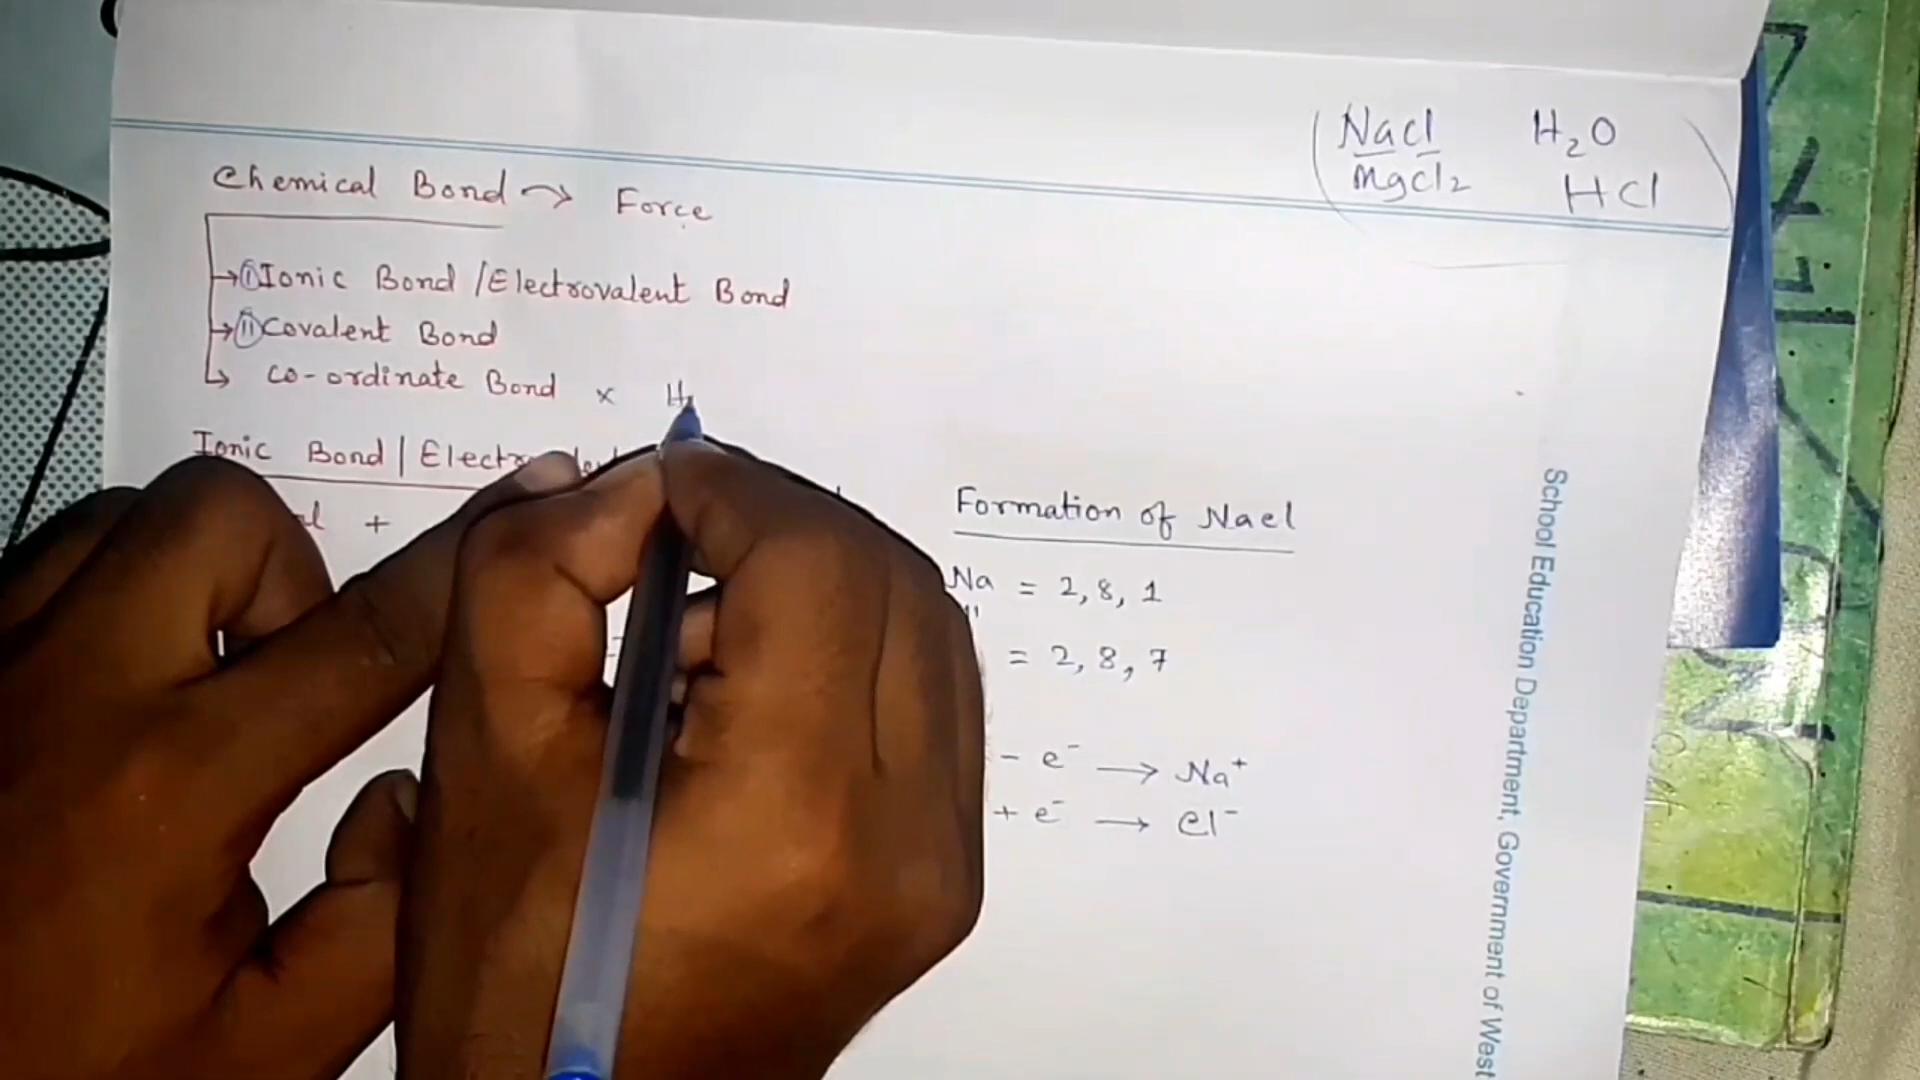 NaCl H₂O
MgCl₂ HCl
Chemical Bond → Force
→ (i) Ionic Bond / Electrovalent Bond
→ (ii) Covalent Bond
↳ Co-ordinate Bond × H
Ionic Bond |
+
Formation of NaCl
Na = 2, 8, 1
= 2, 8, 7
- e⁻ → Na⁺
+ e⁻ → Cl⁻
School Education Department, Government of West